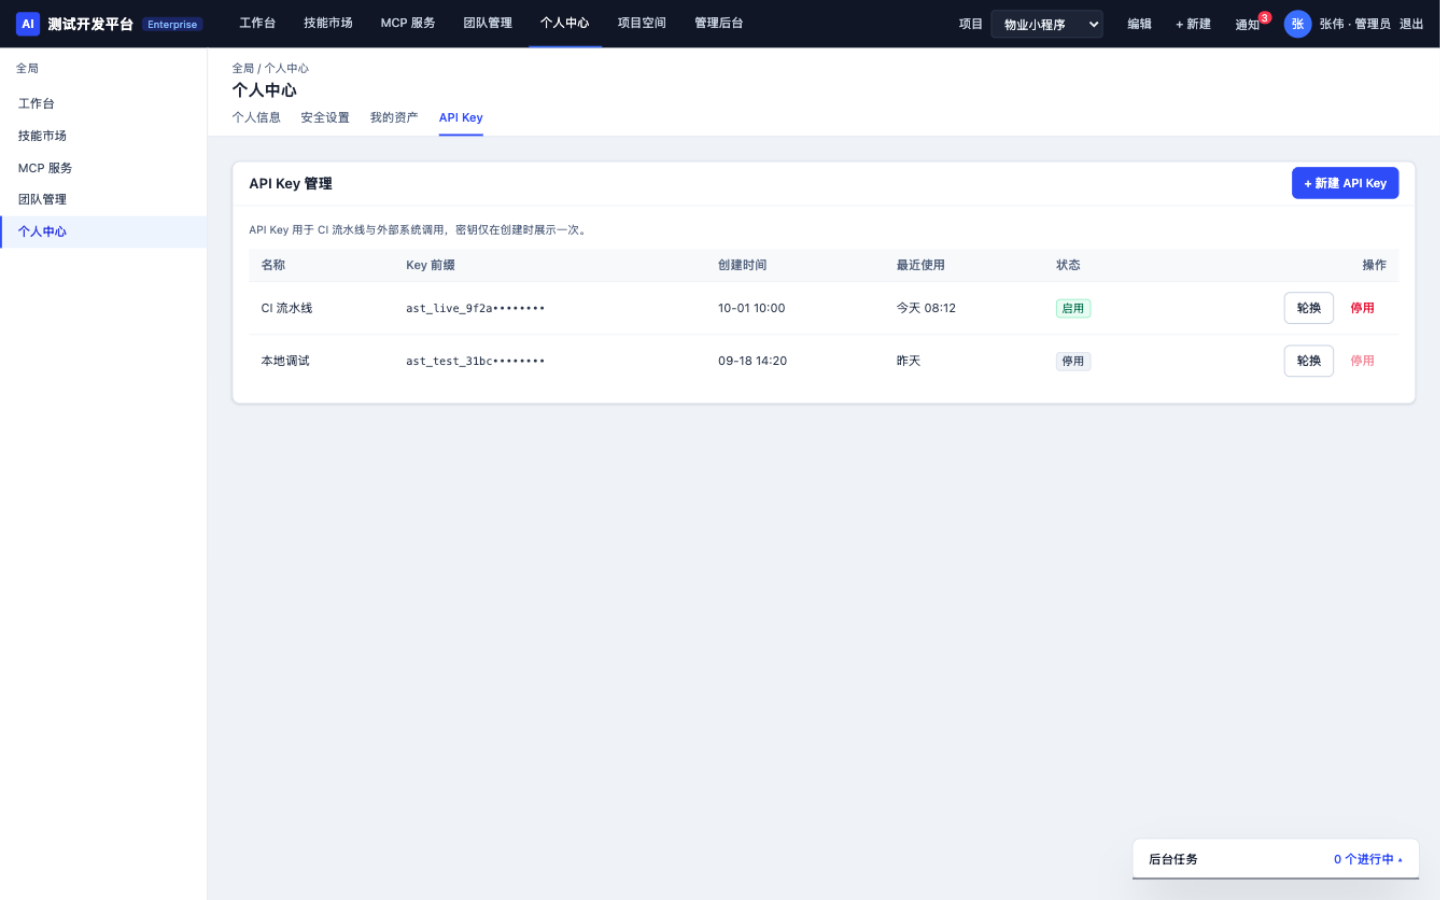 AI 测试开发平台 Enterprise 工作台 技能市场 MCP 服务 团队管理 个人中心 项目空间 管理后台 项目 物业小程序 编辑 + 新建 通知 3 张 张伟 · 管理员 退出
全局
工作台
技能市场
MCP 服务
团队管理
个人中心
全局 / 个人中心
个人中心
个人信息 安全设置 我的资产 API Key
API Key 管理 + 新建 API Key
API Key 用于 CI 流水线与外部系统调用，密钥仅在创建时展示一次。
名称 Key 前缀 创建时间 最近使用 状态 操作
CI 流水线 ast_live_9f2a•••••••• 10-01 10:00 今天 08:12 启用 轮换 停用
本地调试 ast_test_31bc•••••••• 09-18 14:20 昨天 停用 轮换 停用
后台任务 0 个进行中